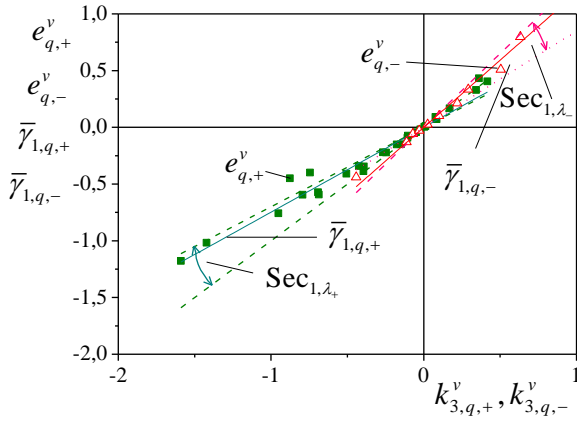 1,0
e^v_{q,+}
0,5
e^v_{q,-}
e^v_{q,-}
Sec_{1,λ_-}
0,0
γ̅_{1,q,+}
γ̅_{1,q,-}
γ̅_{1,q,-}
-0,5
e^v_{q,+}
-1,0
γ̅_{1,q,+}
Sec_{1,λ_+}
-1,5
-2,0
-2 -1 0 1
k^v_{3,q,+}, k^v_{3,q,-}